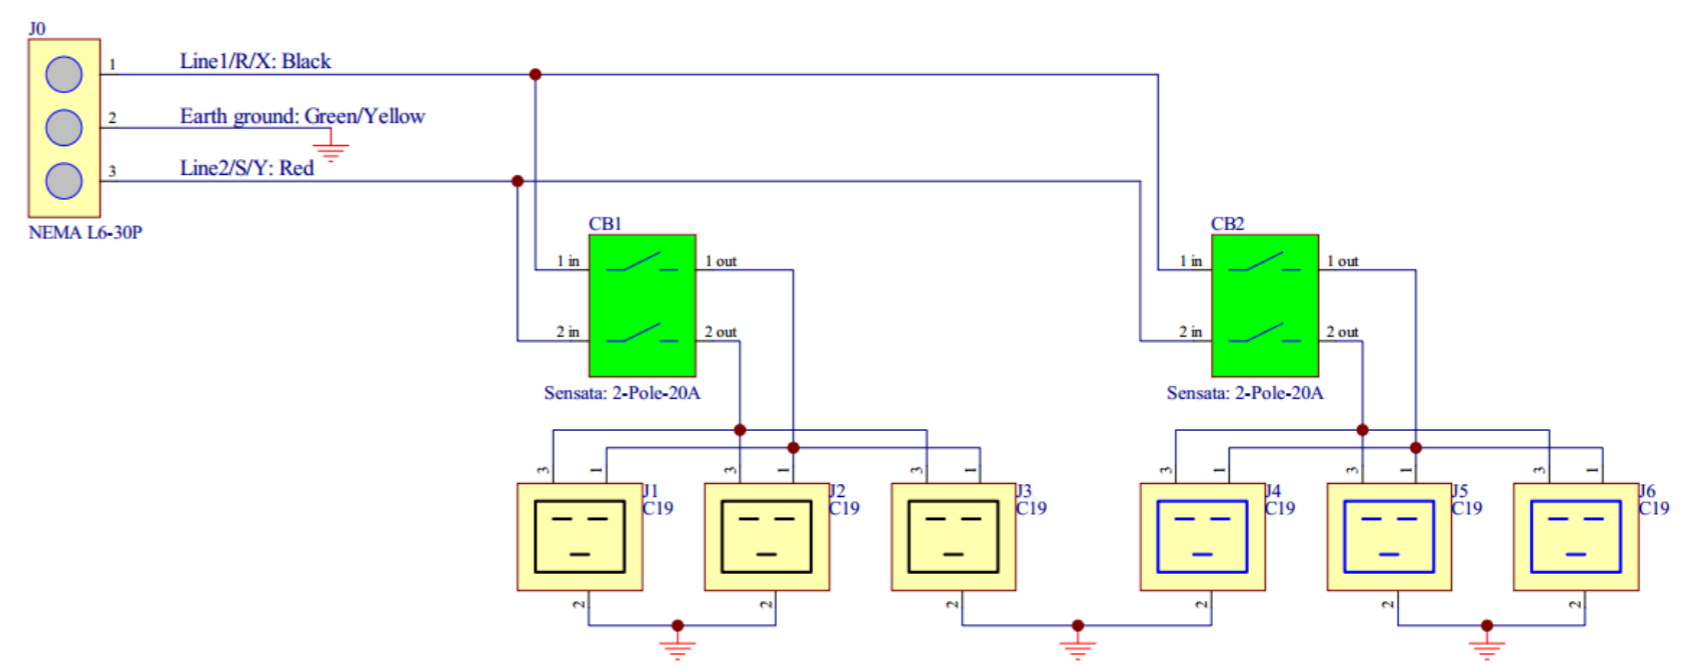 J0
1
Line1/R/X: Black
2
Earth ground: Green/Yellow
3
Line2/S/Y: Red
NEMA L6-30P
CB1
1 in
1 out
2 in
2 out
Sensata: 2-Pole-20A
CB2
1 in
1 out
2 in
2 out
Sensata: 2-Pole-20A
3
1
3
1
3
1
3
1
3
1
3
1
J1
C19
J2
C19
J3
C19
J4
C19
J5
C19
J6
C19
2
2
2
2
2
2